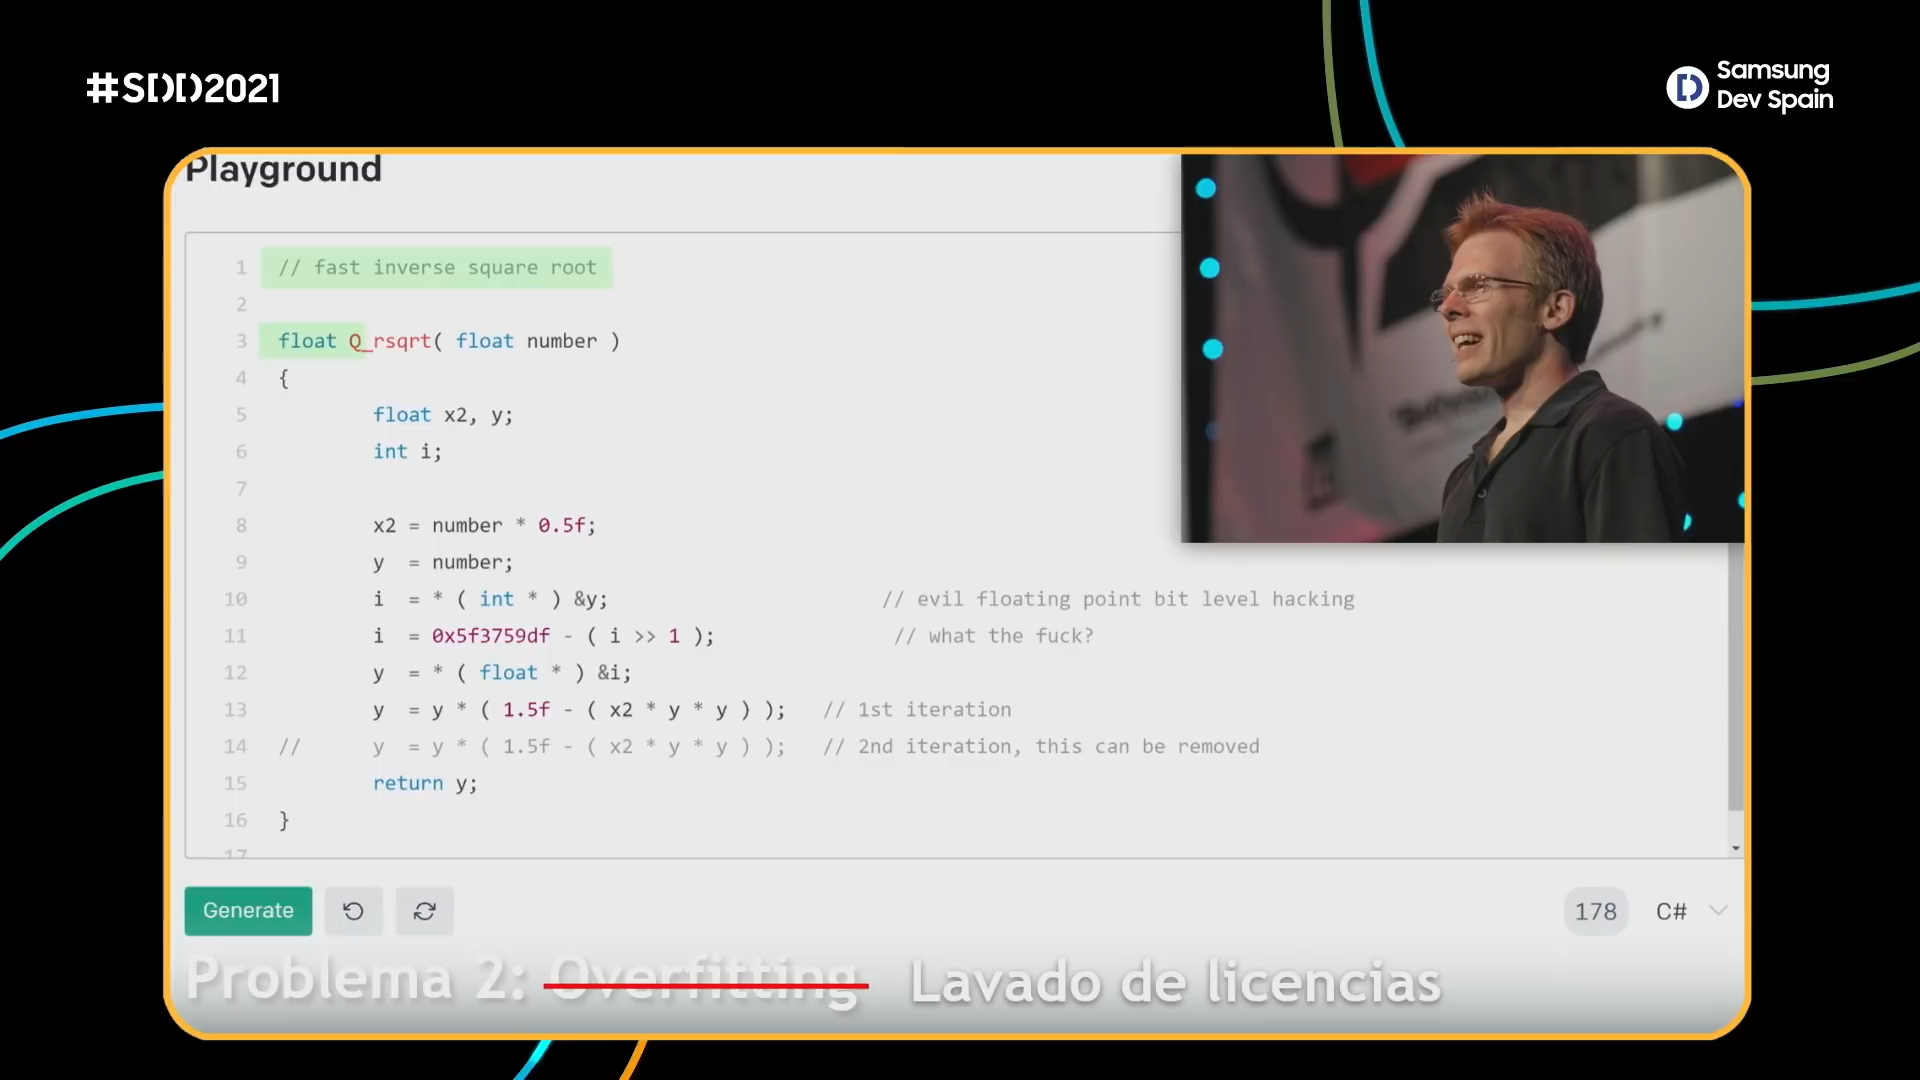 #SDD2021
Samsung
Dev Spain
Playground
1 // fast inverse square root
2
3 float Q_rsqrt( float number )
4 {
5 float x2, y;
6 int i;
7
8 x2 = number * 0.5f;
9 y = number;
10 i = * ( int * ) &y; // evil floating point bit level hacking
11 i = 0x5f3759df - ( i >> 1 ); // what the fuck?
12 y = * ( float * ) &i;
13 y = y * ( 1.5f - ( x2 * y * y ) ); // 1st iteration
14 // y = y * ( 1.5f - ( x2 * y * y ) ); // 2nd iteration, this can be removed
15 return y;
16 }
17
Generate
178 C#
Problema 2: Overfitting Lavado de licencias